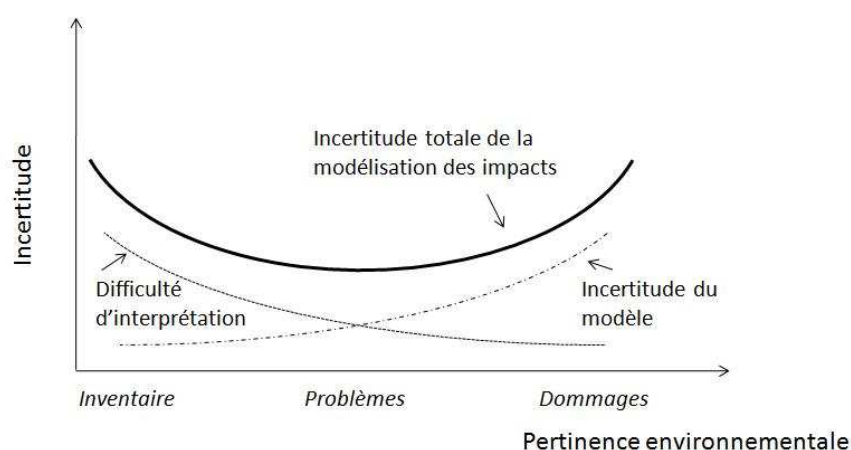 Incertitude
Incertitude totale de la
modélisation des impacts
Difficulté
d'interprétation
Incertitude du
modèle
Inventaire
Problèmes
Dommages
Pertinence environnementale